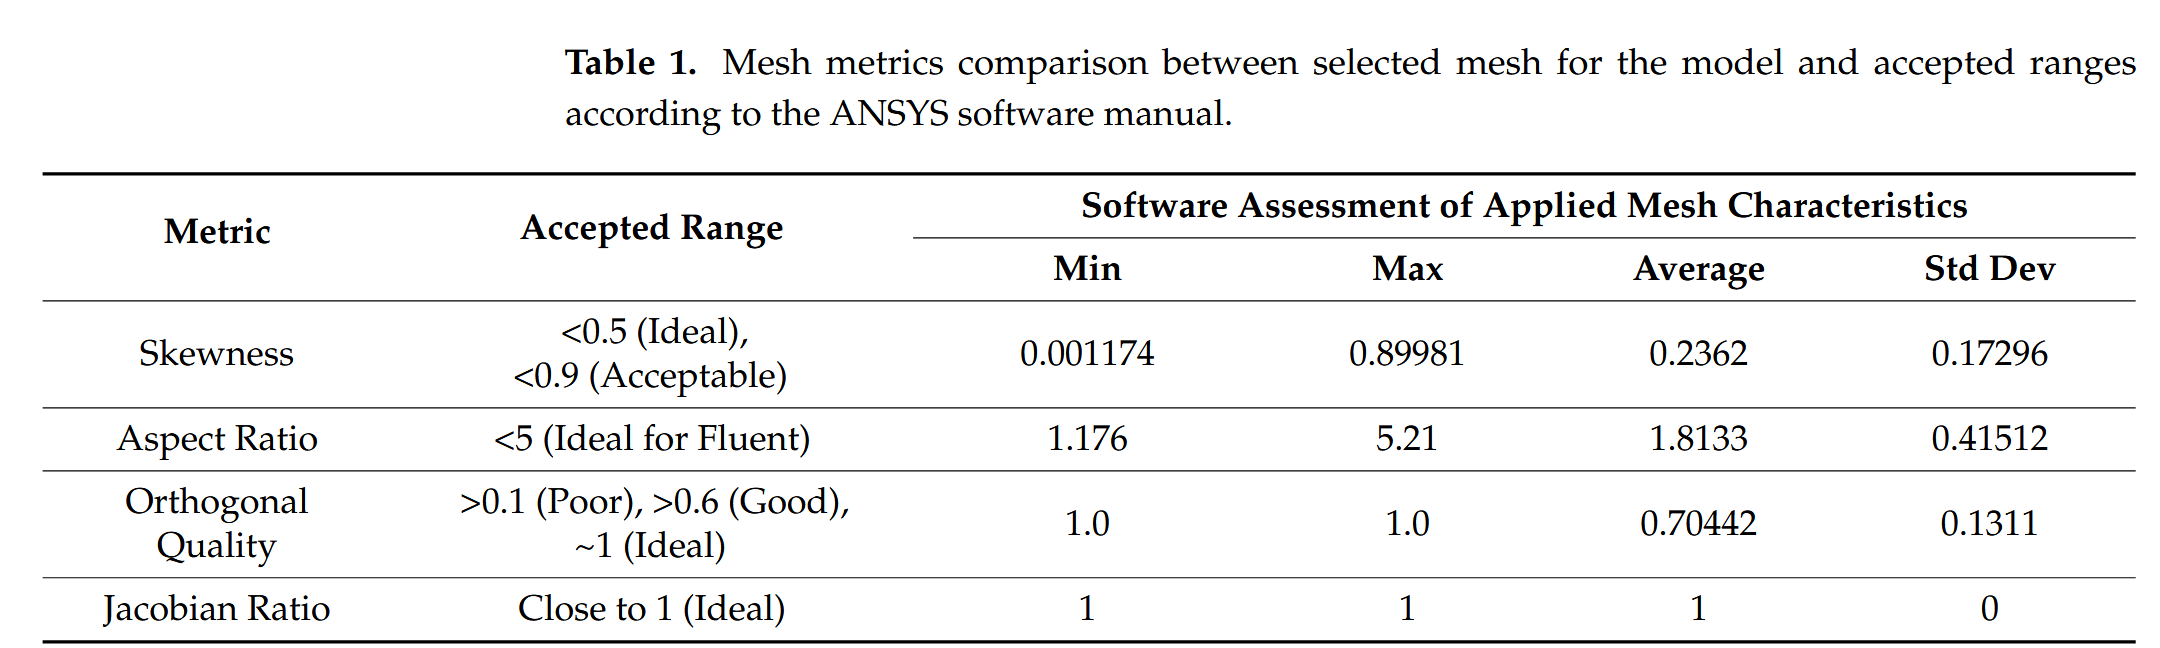 Table 1. Mesh metrics comparison between selected mesh for the model and accepted ranges
according to the ANSYS software manual.
Metric Accepted Range Software Assessment of Applied Mesh Characteristics
Min Max Average Std Dev
Skewness <0.5 (Ideal), <0.9 (Acceptable) 0.001174 0.89981 0.2362 0.17296
Aspect Ratio <5 (Ideal for Fluent) 1.176 5.21 1.8133 0.41512
Orthogonal Quality >0.1 (Poor), >0.6 (Good), ~1 (Ideal) 1.0 1.0 0.70442 0.1311
Jacobian Ratio Close to 1 (Ideal) 1 1 1 0